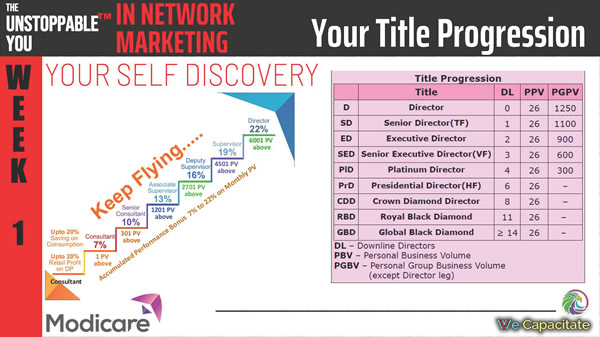 THE
UNSTOPPABLE™
YOU
IN NETWORK
MARKETING
Your Title Progression
WEEK 1
YOUR SELF DISCOVERY
Keep Flying.....
Director
22%
6001 PV
above
Supervisor
19%
4501 PV
above
Deputy
Supervisor
16%
2701 PV
above
Associate
Supervisor
13%
1201 PV
above
Senior
Consultant
10%
301 PV
above
Consultant
7%
1 PV
above
Upto 20%
Saving on
Consumption
Upto 20%
Retail Profit
on DP
Consultant
Accumulated Performance Bonus 7% to 22% on Monthly PV
Modicare
Title Progression
Title DL PPV PGPV
D Director 0 26 1250
SD Senior Director(TF) 1 26 1100
ED Executive Director 2 26 900
SED Senior Executive Director(VF) 3 26 600
PlD Platinum Director 4 26 300
PrD Presidential Director(HF) 6 26 –
CDD Crown Diamond Director 8 26 –
RBD Royal Black Diamond 11 26 –
GBD Global Black Diamond ≥ 14 26 –
DL – Downline Directors
PBV – Personal Business Volume
PGBV – Personal Group Business Volume
(except Director leg)
We Capacitate